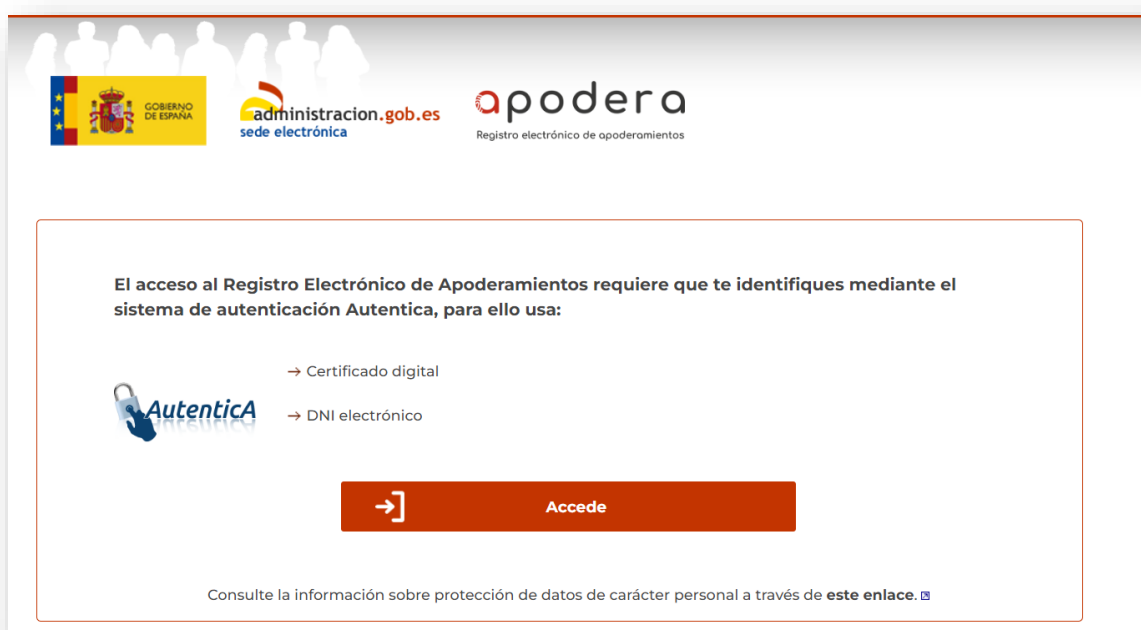 GOBIERNO
DE ESPAÑA
administracion.gob.es
sede electrónica
apodera
Registro electrónico de apoderamientos
El acceso al Registro Electrónico de Apoderamientos requiere que te identifiques mediante el
sistema de autenticación Autentica, para ello usa:
→ Certificado digital
AutenticA
→ DNI electrónico
Accede
Consulte la información sobre protección de datos de carácter personal a través de este enlace.